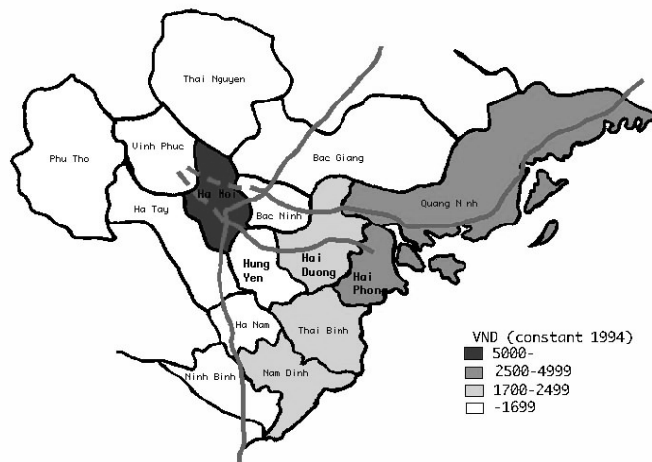 Thai Nguyen
Vinh Phuc
Phu Tho
Bac Giang
Ha Noi
Quang Ninh
Ha Tay
Bac Ninh
Hung
Yen
Hai
Duong
Hai
Phong
Ha Nam
Thai Binh
Ninh Binh
Nam Dinh
VND (constant 1994)
5000-
2500-4999
1700-2499
-1699